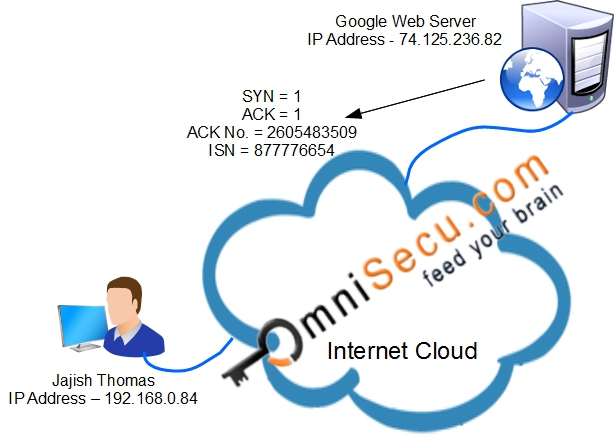 Google Web Server
IP Address - 74.125.236.82
SYN = 1
ACK = 1
ACK No. = 2605483509
ISN = 877776654
OmniSecu.com
feed your brain
Internet Cloud
Jajish Thomas
IP Address – 192.168.0.84